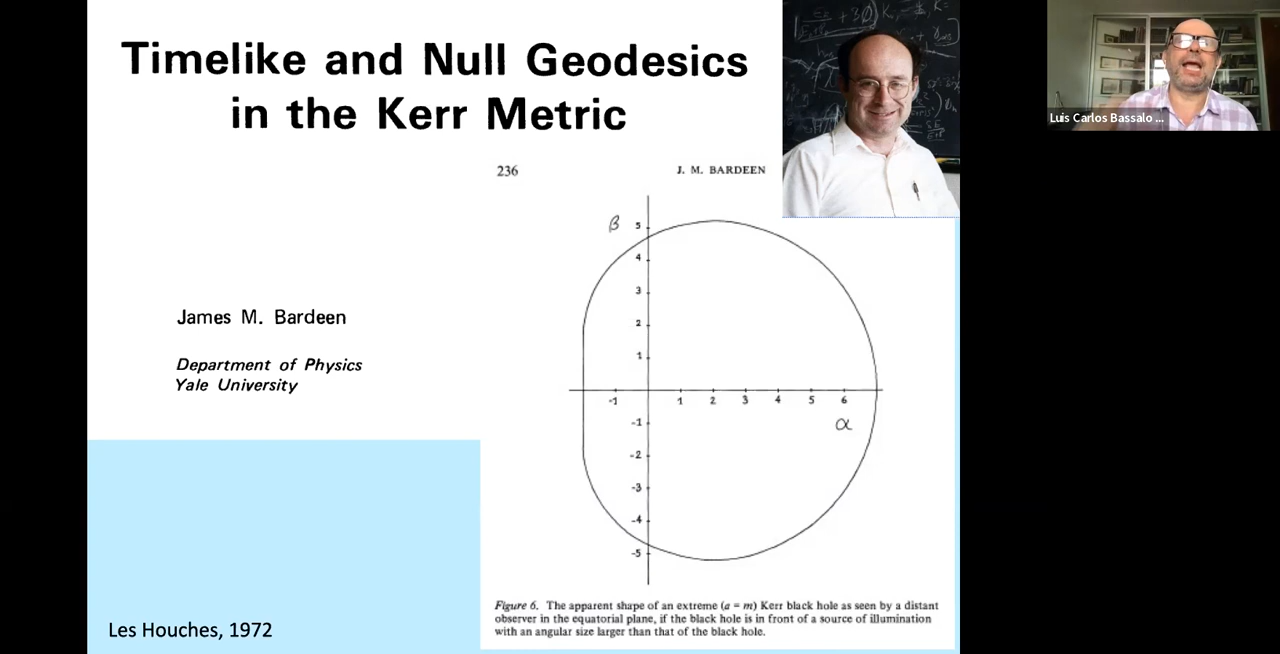 Timelike and Null Geodesics
in the Kerr Metric
236
J. M. BARDEEN
β
5
4
3
2
1
-1
1
2
3
4
5
6
α
-1
-2
-3
-4
-5
James M. Bardeen
Department of Physics
Yale University
Figure 6. The apparent shape of an extreme (a = m) Kerr black hole as seen by a distant
observer in the equatorial plane, if the black hole is in front of a source of illumination
with an angular size larger than that of the black hole.
Les Houches, 1972
Luis Carlos Bassalo ...